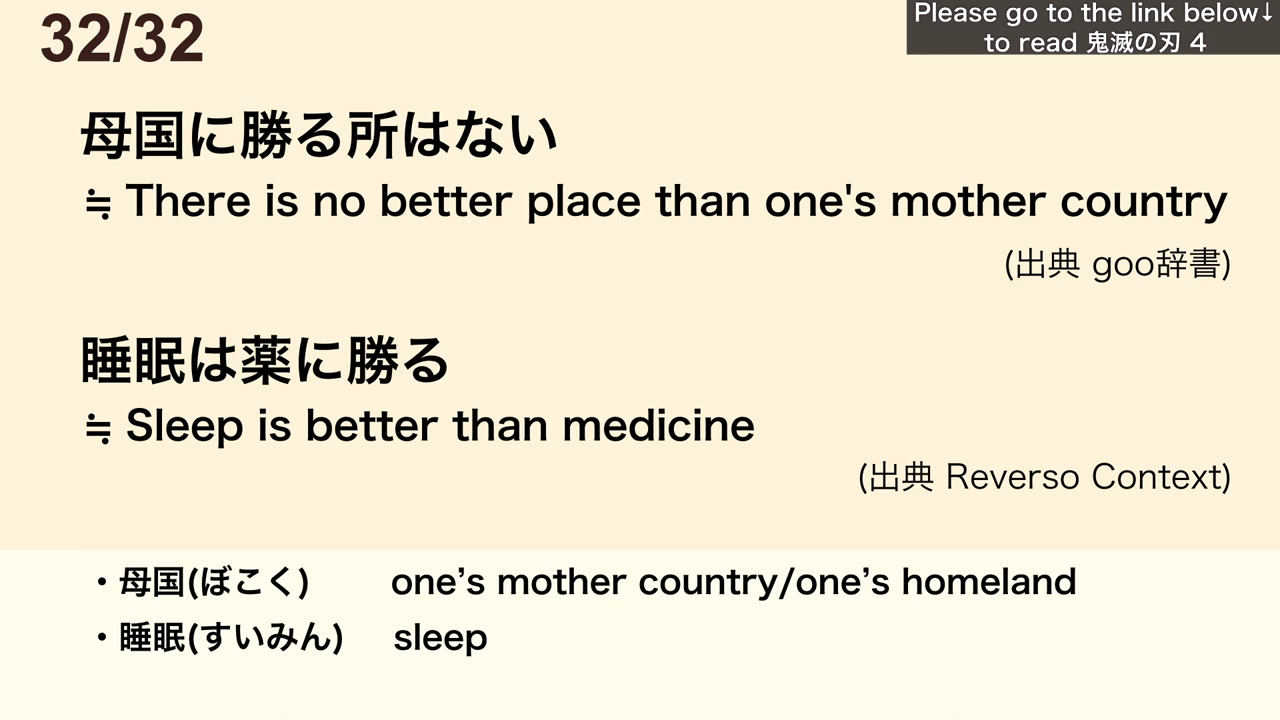 32/32
Please go to the link below↓
to read 鬼滅の刃 4
母国に勝る所はない
≒ There is no better place than one's mother country
(出典 goo辞書)
睡眠は薬に勝る
≒ Sleep is better than medicine
(出典 Reverso Context)
・母国(ぼこく) one’s mother country/one’s homeland
・睡眠(すいみん) sleep